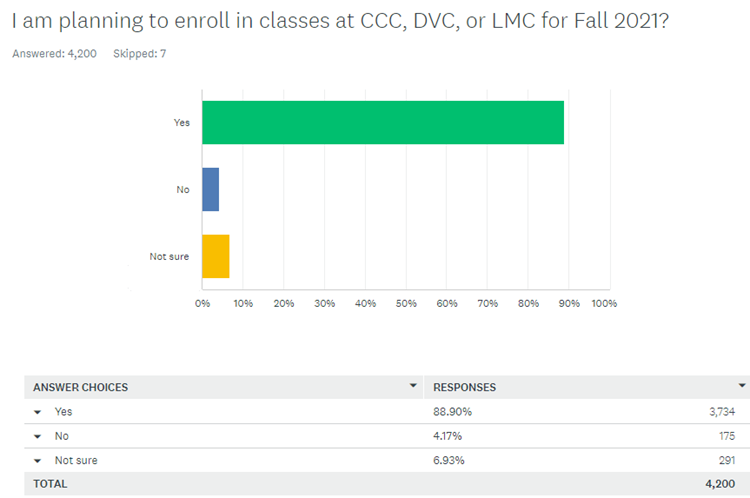 I am planning to enroll in classes at CCC, DVC, or LMC for Fall 2021?
Answered: 4,200 Skipped: 7
Yes
No
Not sure
0% 10% 20% 30% 40% 50% 60% 70% 80% 90% 100%
ANSWER CHOICES RESPONSES
Yes 88.90% 3,734
No 4.17% 175
Not sure 6.93% 291
TOTAL 4,200